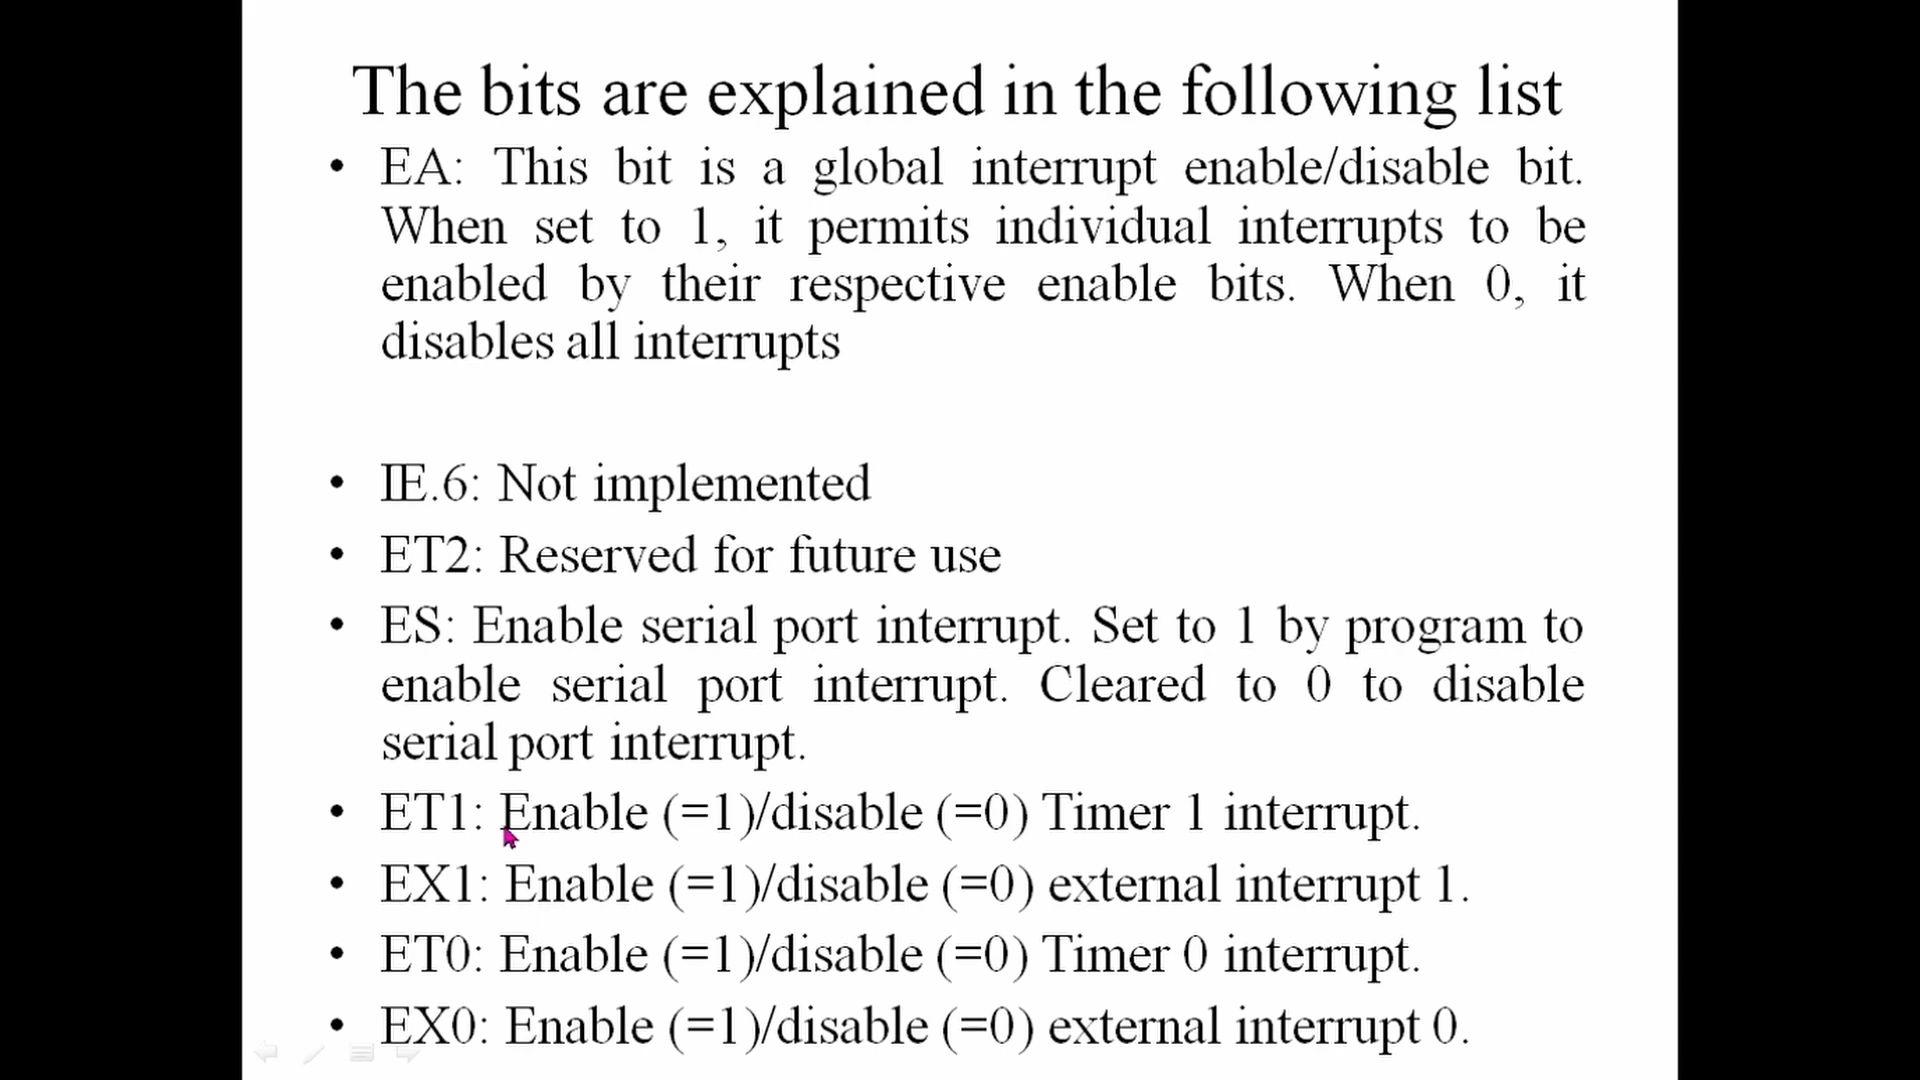 The bits are explained in the following list
• EA: This bit is a global interrupt enable/disable bit.
When set to 1, it permits individual interrupts to be
enabled by their respective enable bits. When 0, it
disables all interrupts
• IE.6: Not implemented
• ET2: Reserved for future use
• ES: Enable serial port interrupt. Set to 1 by program to
enable serial port interrupt. Cleared to 0 to disable
serial port interrupt.
• ET1: Enable (=1)/disable (=0) Timer 1 interrupt.
• EX1: Enable (=1)/disable (=0) external interrupt 1.
• ET0: Enable (=1)/disable (=0) Timer 0 interrupt.
• EX0: Enable (=1)/disable (=0) external interrupt 0.